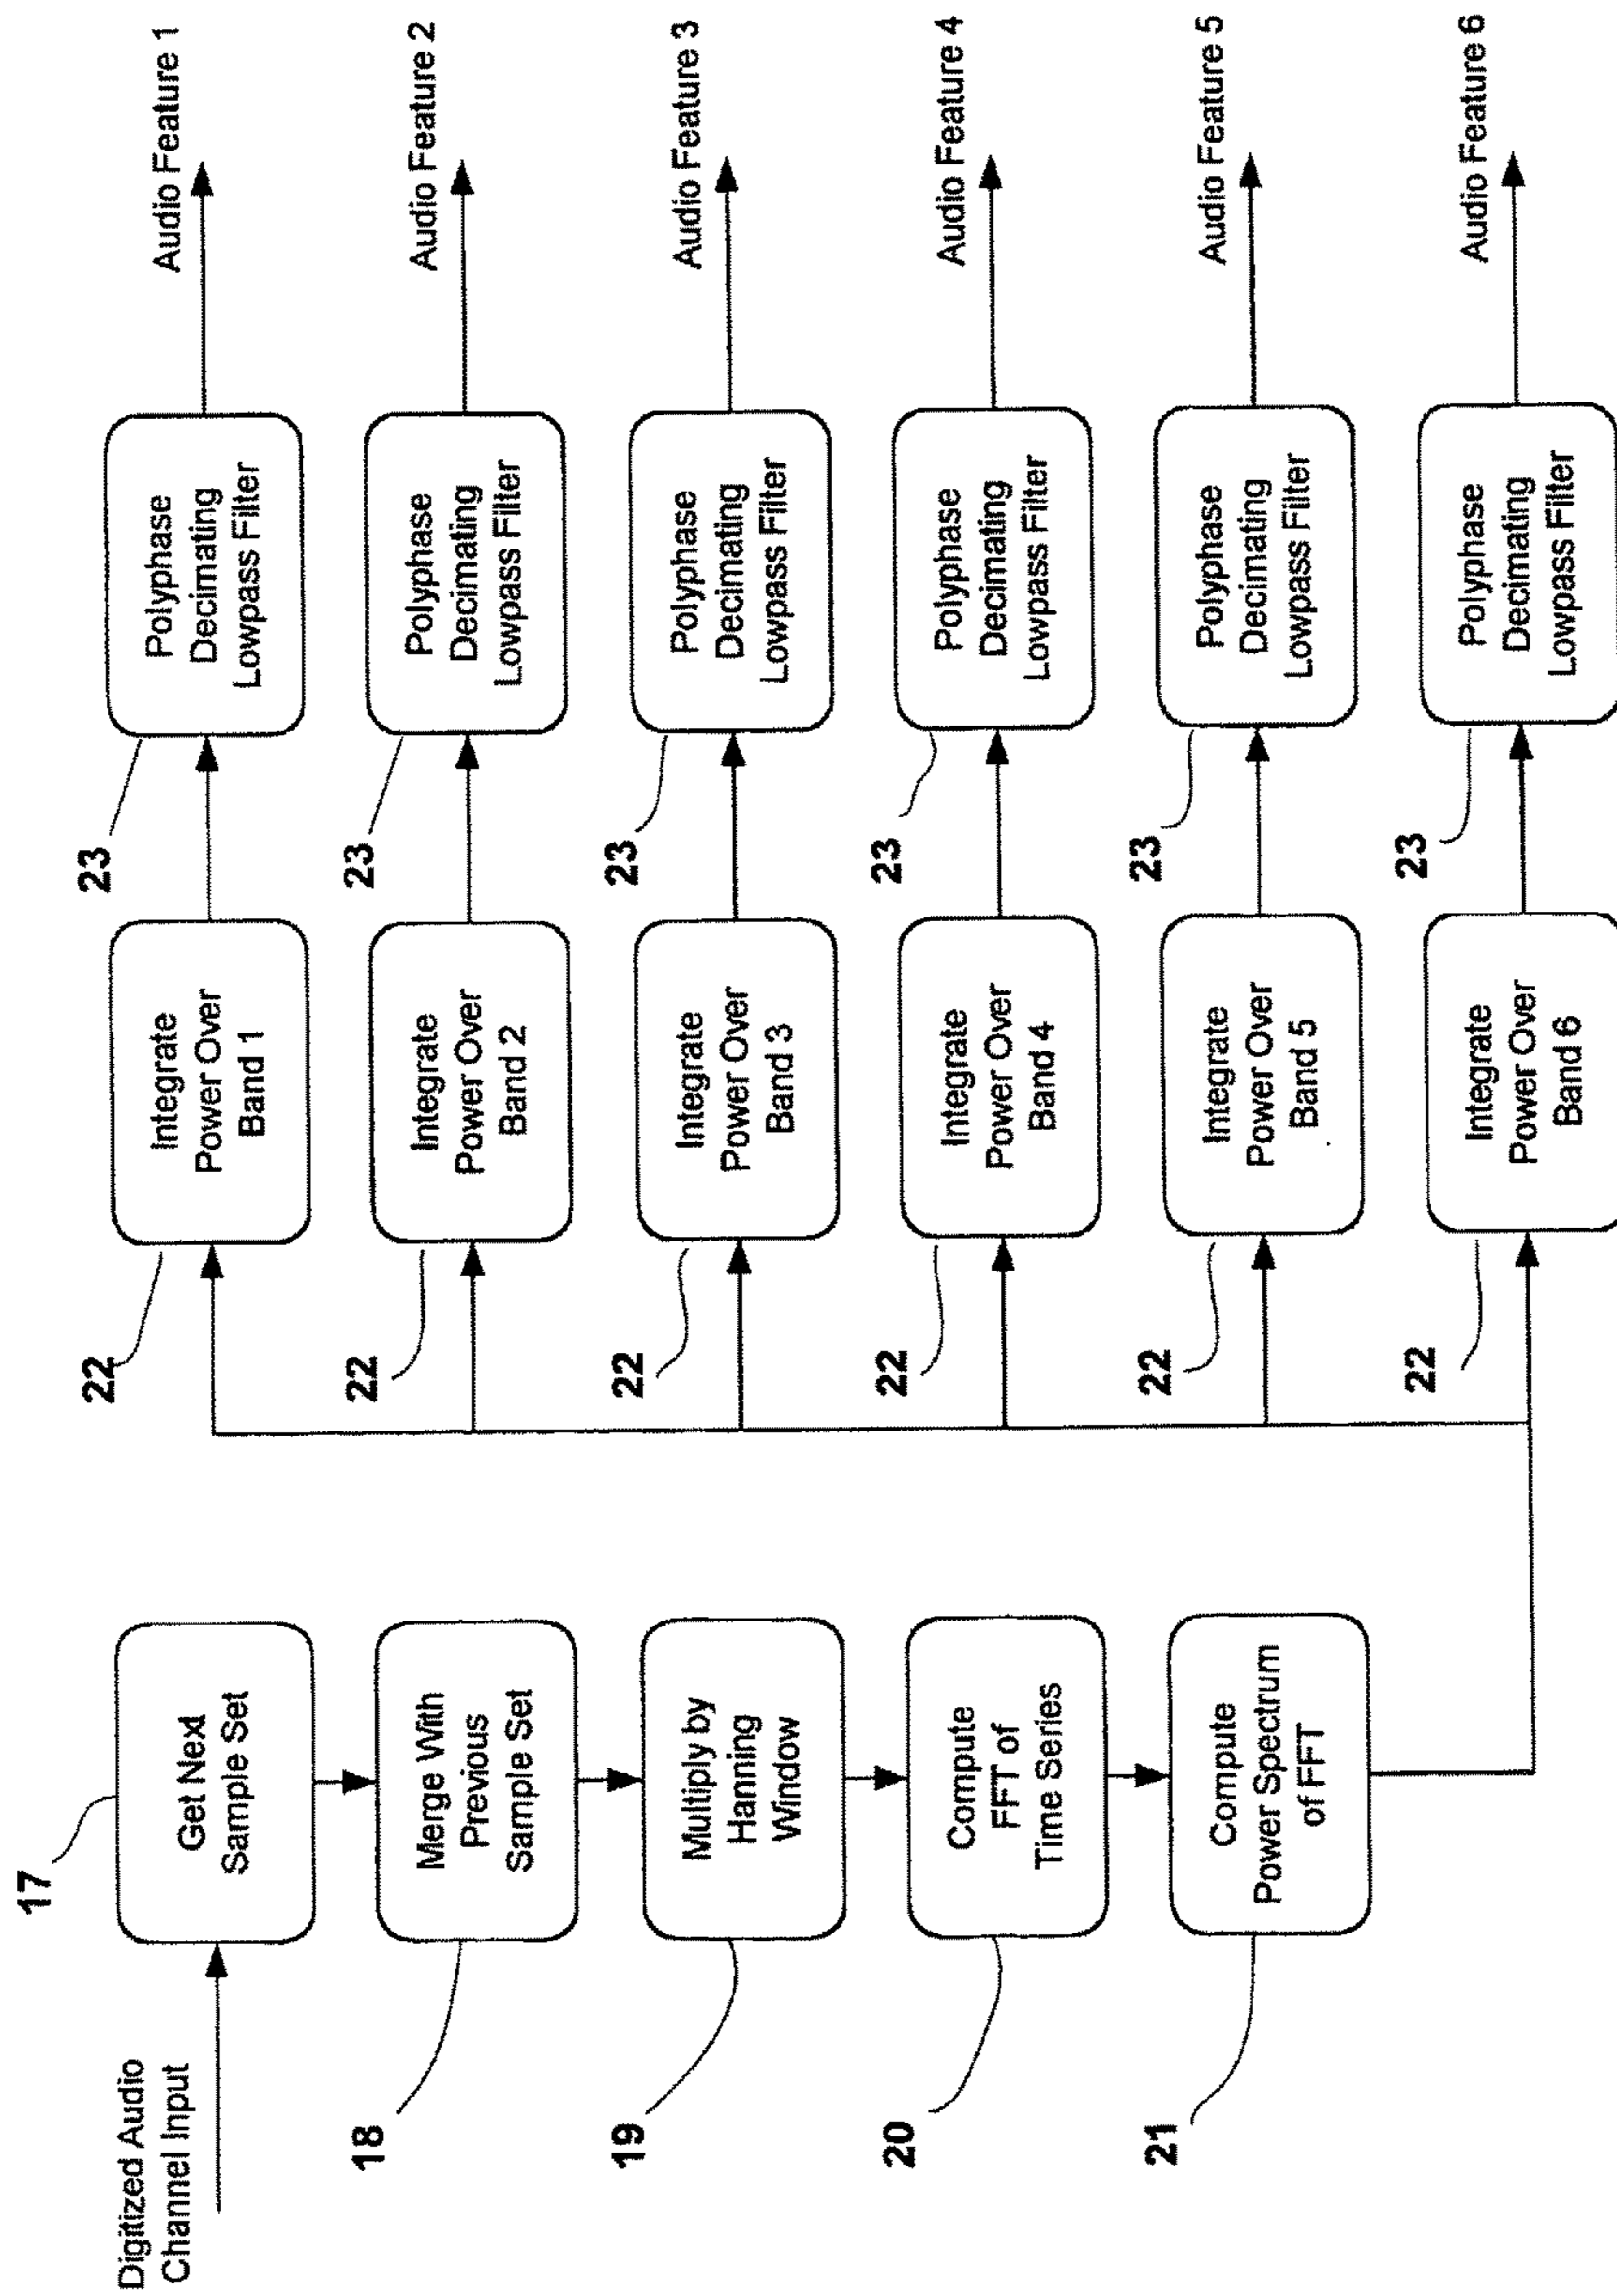 Digitized Audio
Channel Input
17
Get Next
Sample Set
18
Merge With
Previous
Sample Set
19
Multiply by
Hanning
Window
20
Compute
FFT of
Time Series
21
Compute
Power Spectrum
of FFT
22
Integrate
Power Over
Band 1
23
Polyphase
Decimating
Lowpass Filter
Audio Feature 1
22
Integrate
Power Over
Band 2
23
Polyphase
Decimating
Lowpass Filter
Audio Feature 2
22
Integrate
Power Over
Band 3
23
Polyphase
Decimating
Lowpass Filter
Audio Feature 3
22
Integrate
Power Over
Band 4
23
Polyphase
Decimating
Lowpass Filter
Audio Feature 4
22
Integrate
Power Over
Band 5
23
Polyphase
Decimating
Lowpass Filter
Audio Feature 5
22
Integrate
Power Over
Band 6
23
Polyphase
Decimating
Lowpass Filter
Audio Feature 6